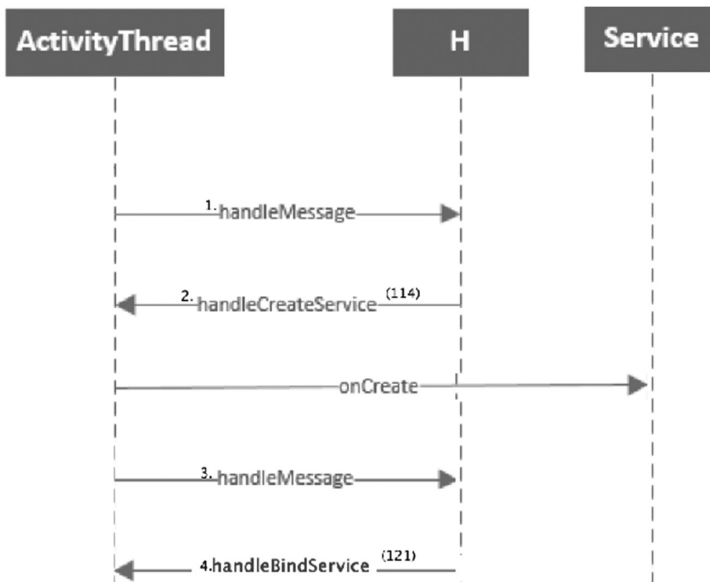 ActivityThread
H
Service
1.handleMessage
2.handleCreateService (114)
onCreate
3.handleMessage
4.handleBindService (121)